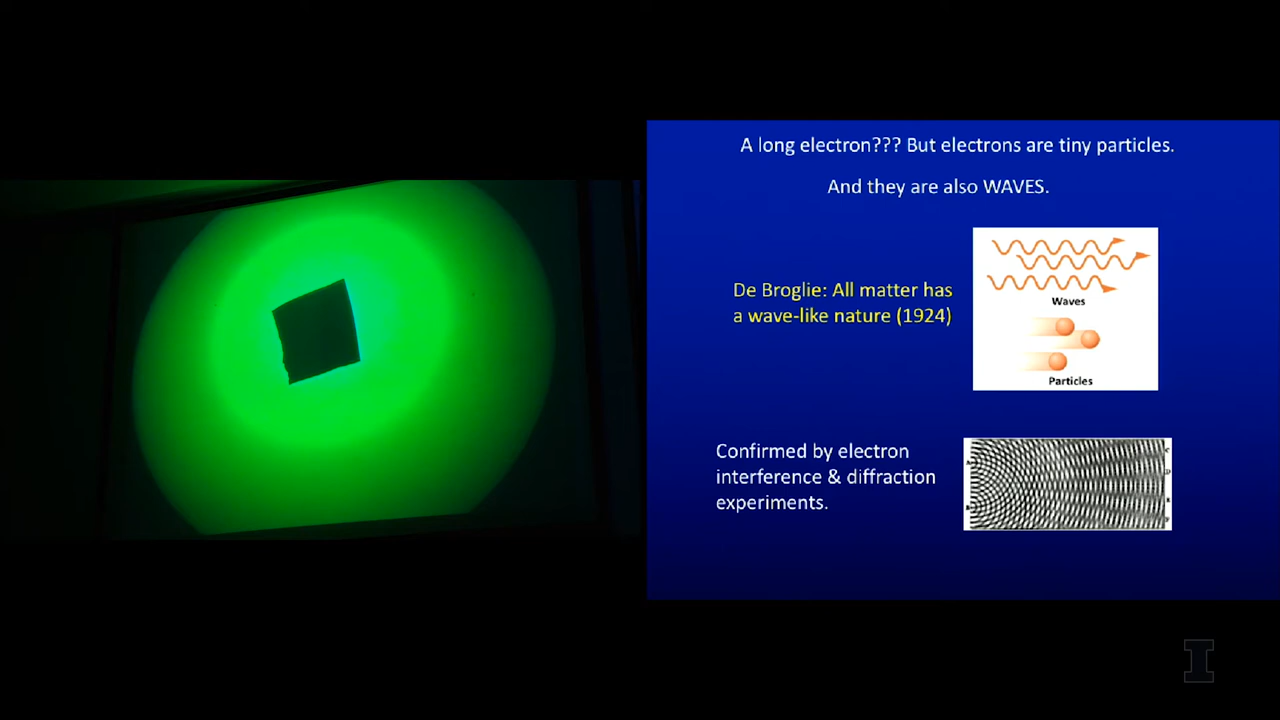 A long electron??? But electrons are tiny particles.
And they are also WAVES.
De Broglie: All matter has
a wave-like nature (1924)
Waves
Particles
Confirmed by electron
interference & diffraction
experiments.